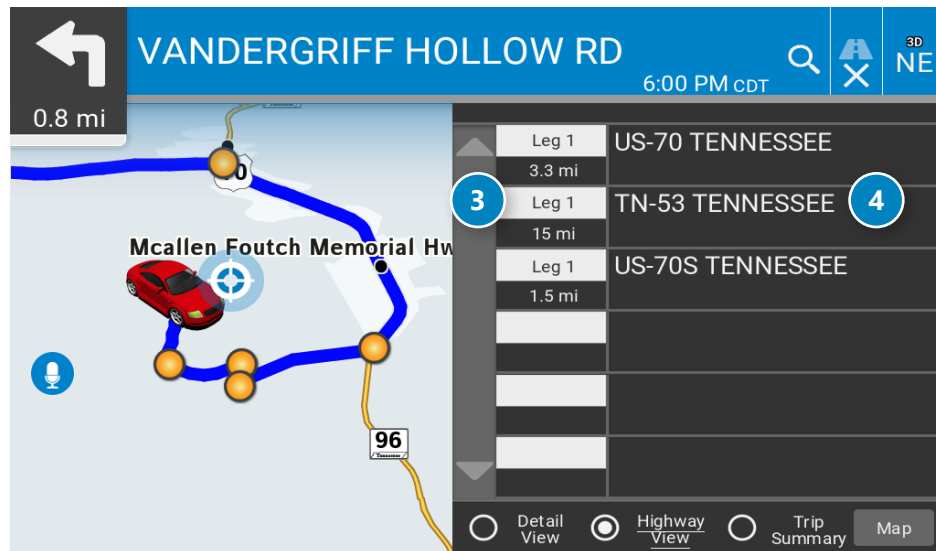 VANDERGRIFF HOLLOW RD
6:00 PM CDT
3D
NE
0.8 mi
70
Mcallen Foutch Memorial Hw
96
Leg 1
US-70 TENNESSEE
3.3 mi
3
Leg 1
TN-53 TENNESSEE
4
15 mi
Leg 1
US-70S TENNESSEE
1.5 mi
Detail
View
Highway
View
Trip
Summary
Map